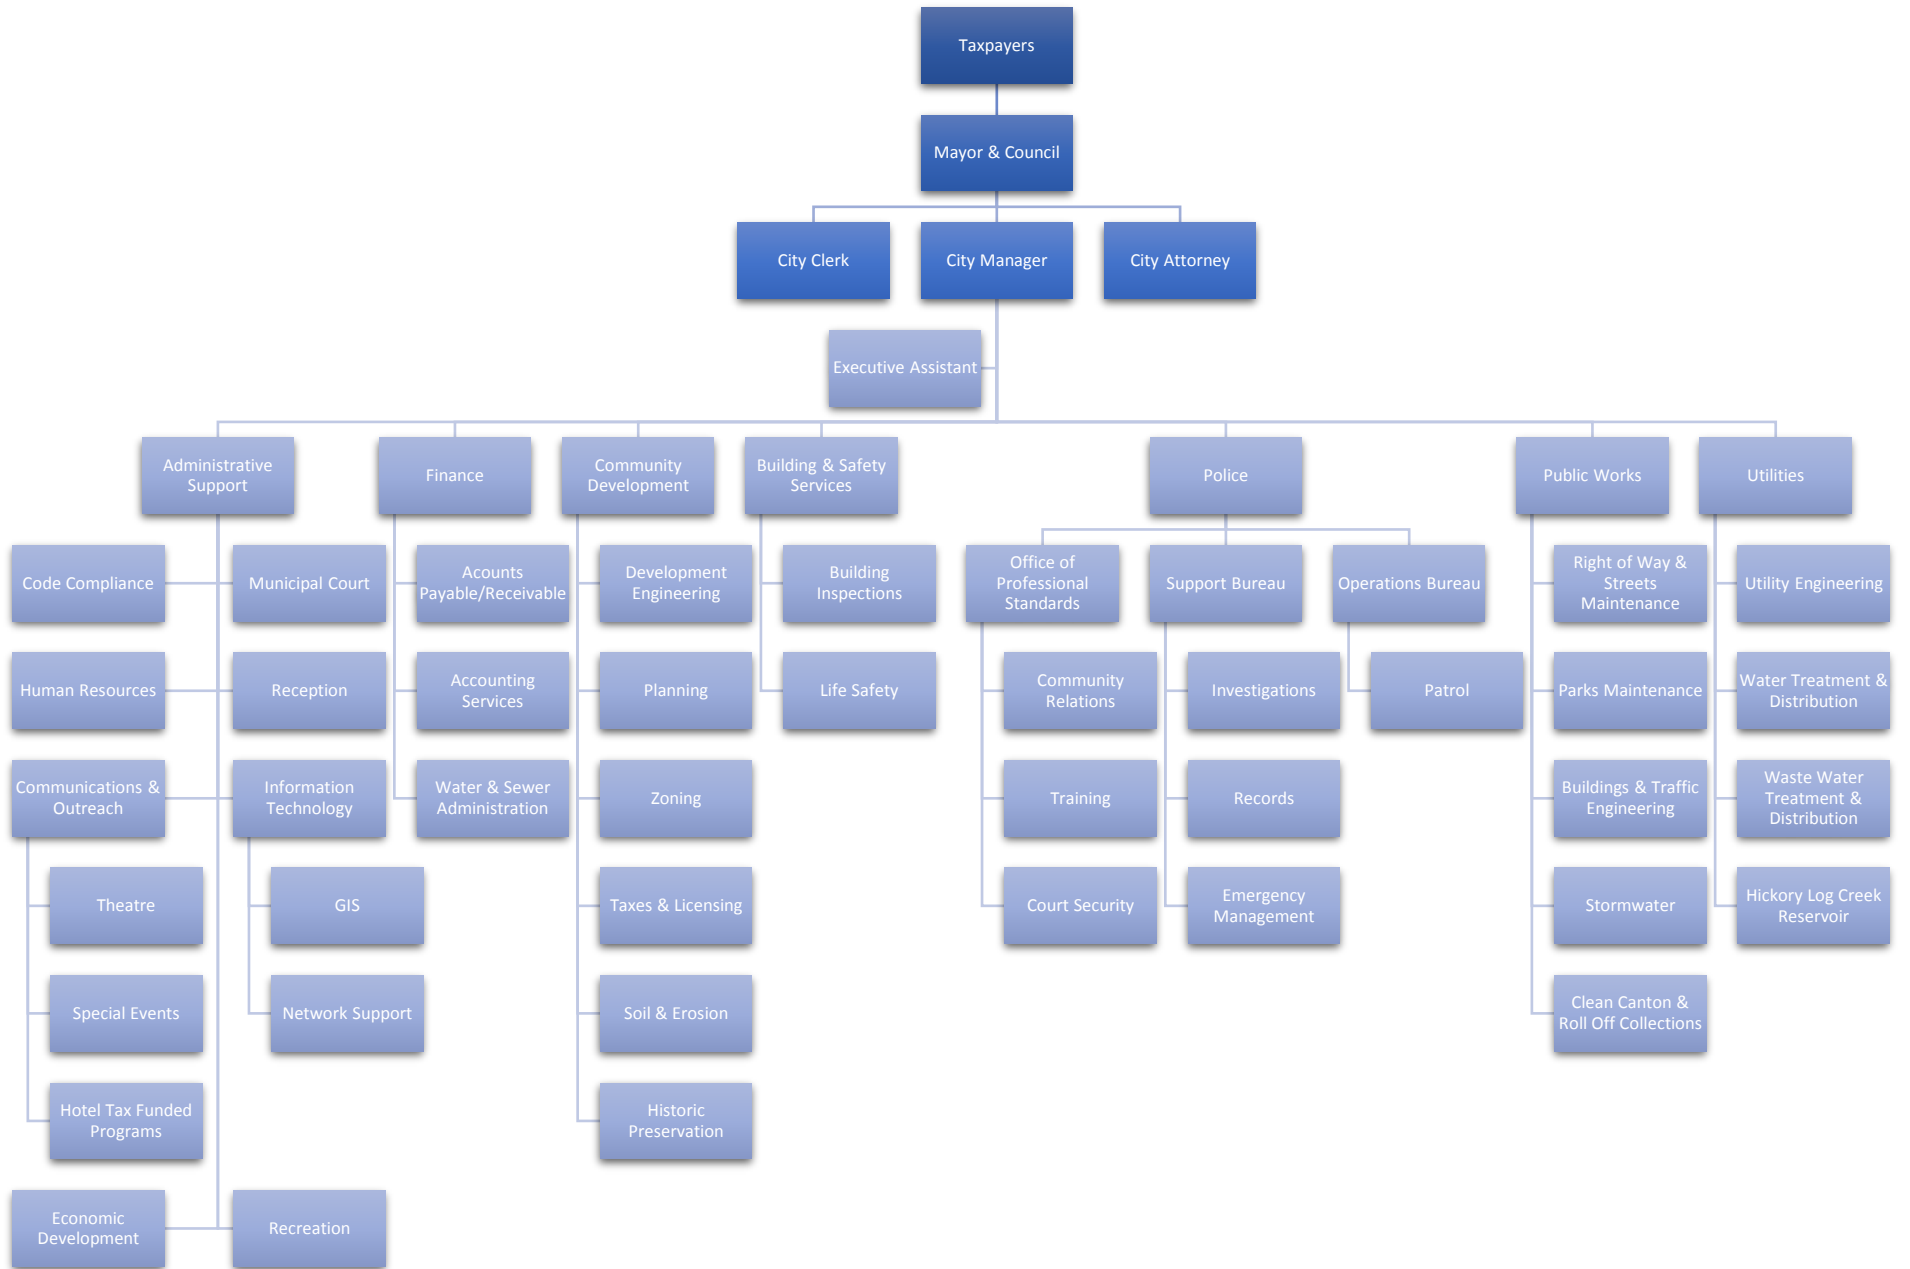 Taxpayers
Mayor & Council
City Clerk
City Manager
City Attorney
Executive Assistant
Administrative
Support
Finance
Community
Development
Building & Safety
Services
Police
Public Works
Utilities
Code Compliance
Municipal Court
Acounts
Payable/Receivable
Development
Engineering
Building
Inspections
Office of
Professional
Standards
Support Bureau
Operations Bureau
Right of Way &
Streets
Maintenance
Utility Engineering
Human Resources
Reception
Accounting
Services
Planning
Life Safety
Community
Relations
Investigations
Patrol
Parks Maintenance
Water Treatment &
Distribution
Communications &
Outreach
Information
Technology
Water & Sewer
Administration
Zoning
Training
Records
Buildings & Traffic
Engineering
Waste Water
Treatment &
Distribution
Theatre
GIS
Taxes & Licensing
Court Security
Emergency
Management
Stormwater
Hickory Log Creek
Reservoir
Special Events
Network Support
Soil & Erosion
Clean Canton &
Roll Off Collections
Hotel Tax Funded
Programs
Historic
Preservation
Economic
Development
Recreation